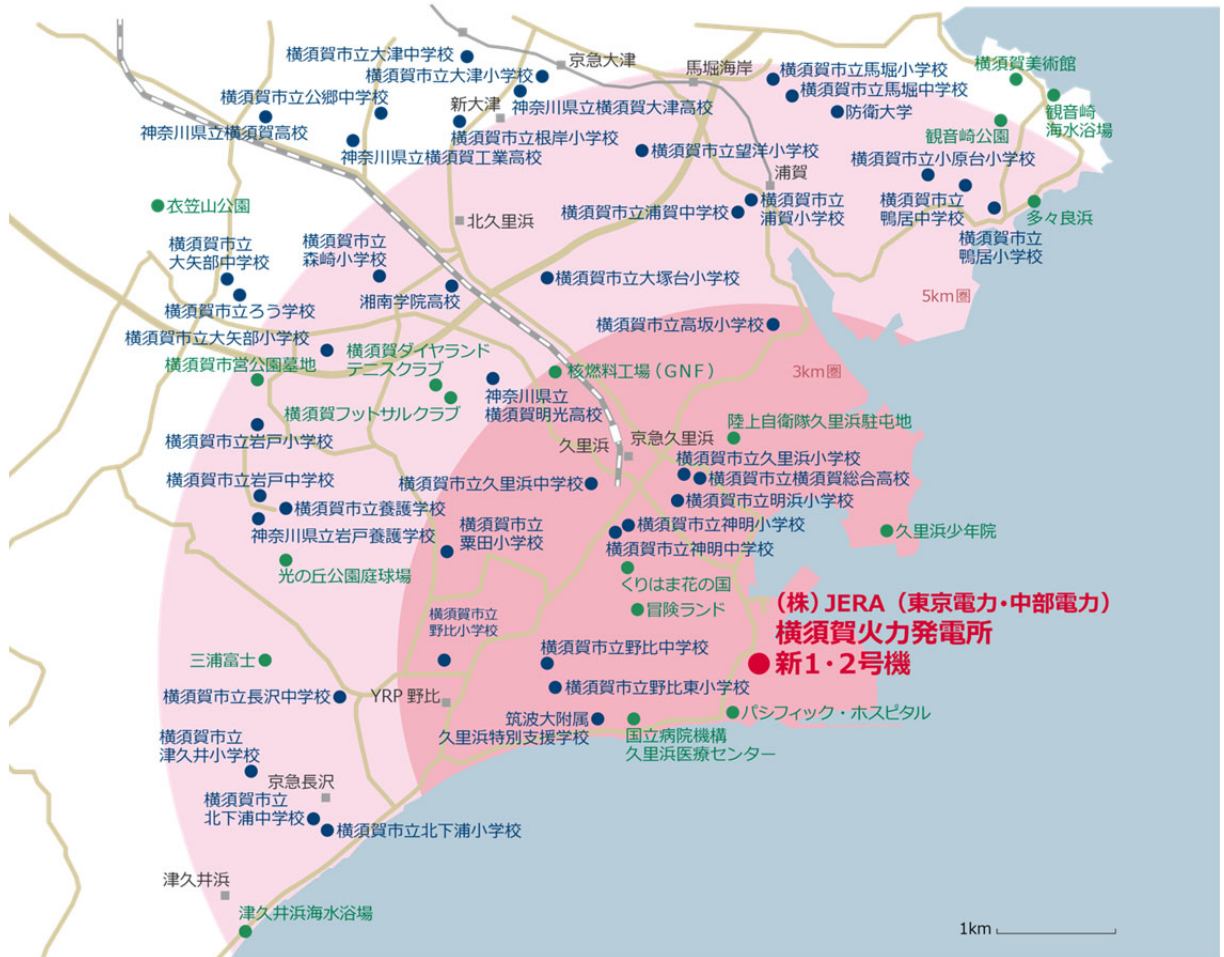 横須賀市立大津中学校
京急大津
横須賀市立大津小学校
馬堀海岸
横須賀市立馬堀小学校
横須賀美術館
横須賀市立公郷中学校
新大津
神奈川県立横須賀大津高校
横須賀市立馬堀中学校
防衛大学
観音崎
海水浴場
神奈川県立横須賀高校
横須賀市立根岸小学校
観音崎公園
神奈川県立横須賀工業高校
横須賀市立望洋小学校
横須賀市立小原台小学校
浦賀
衣笠山公園
北久里浜
横須賀市立浦賀中学校
横須賀市立
浦賀小学校
横須賀市立
鴨居中学校
多々良浜
横須賀市立
鴨居小学校
横須賀市立
大矢部中学校
横須賀市立
森崎小学校
湘南学院高校
横須賀市立大塚台小学校
5km圏
横須賀市立ろう学校
横須賀市立大矢部小学校
横須賀市立高坂小学校
横須賀市営公園墓地
横須賀ダイヤランド
テニスクラブ
核燃料工場（GNF）
3km圏
横須賀フットサルクラブ
神奈川県立
横須賀明光高校
陸上自衛隊久里浜駐屯地
横須賀市立岩戸小学校
久里浜
京急久里浜
横須賀市立久里浜小学校
横須賀市立岩戸中学校
横須賀市立久里浜中学校
横須賀市立横須賀総合高校
横須賀市立養護学校
横須賀市立明浜小学校
神奈川県立岩戸養護学校
横須賀市立
粟田小学校
横須賀市立神明小学校
横須賀市立神明中学校
久里浜少年院
光の丘公園庭球場
くりはま花の国
冒険ランド
（株）JERA（東京電力・中部電力）
横須賀火力発電所
新1・2号機
横須賀市立
野比小学校
横須賀市立野比中学校
三浦富士
横須賀市立野比東小学校
横須賀市立長沢中学校
YRP 野比
筑波大附属
久里浜特別支援学校
国立病院機構
久里浜医療センター
パシフィック・ホスピタル
横須賀市立
津久井小学校
京急長沢
横須賀市立
北下浦中学校
横須賀市立北下浦小学校
津久井浜
津久井浜海水浴場
1km